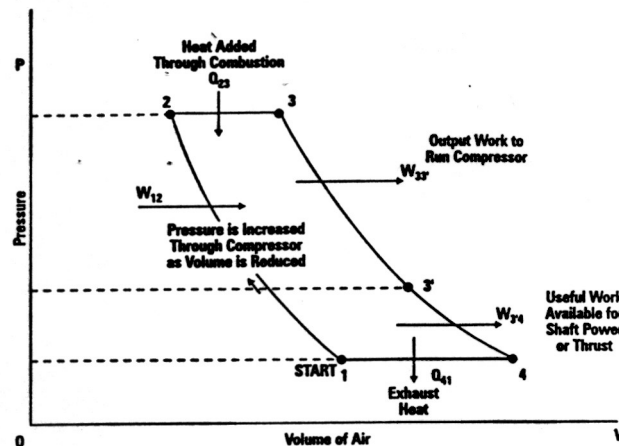 P
Heat Added
Through Combustion
Q23
2
3
Output Work to
Run Compressor
W33'
W12
Pressure
Pressure is Increased
Through Compressor
as Volume is Reduced
3'
Useful Work
Available for
Shaft Power
or Thrust
W3'4
START 1
Q41
4
Exhaust
Heat
0
Volume of Air
V